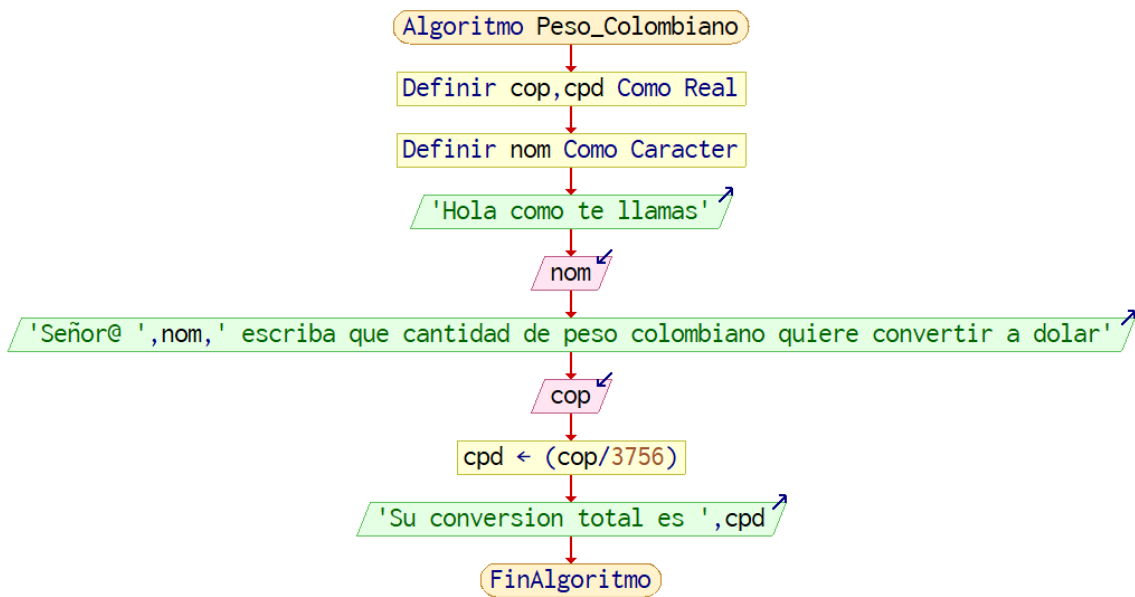 Algoritmo Peso_Colombiano
Definir cop,cpd Como Real
Definir nom Como Caracter
'Hola como te llamas'
nom
'Señor@ ',nom,' escriba que cantidad de peso colombiano quiere convertir a dolar'
cop
cpd ← (cop/3756)
'Su conversion total es ',cpd
FinAlgoritmo